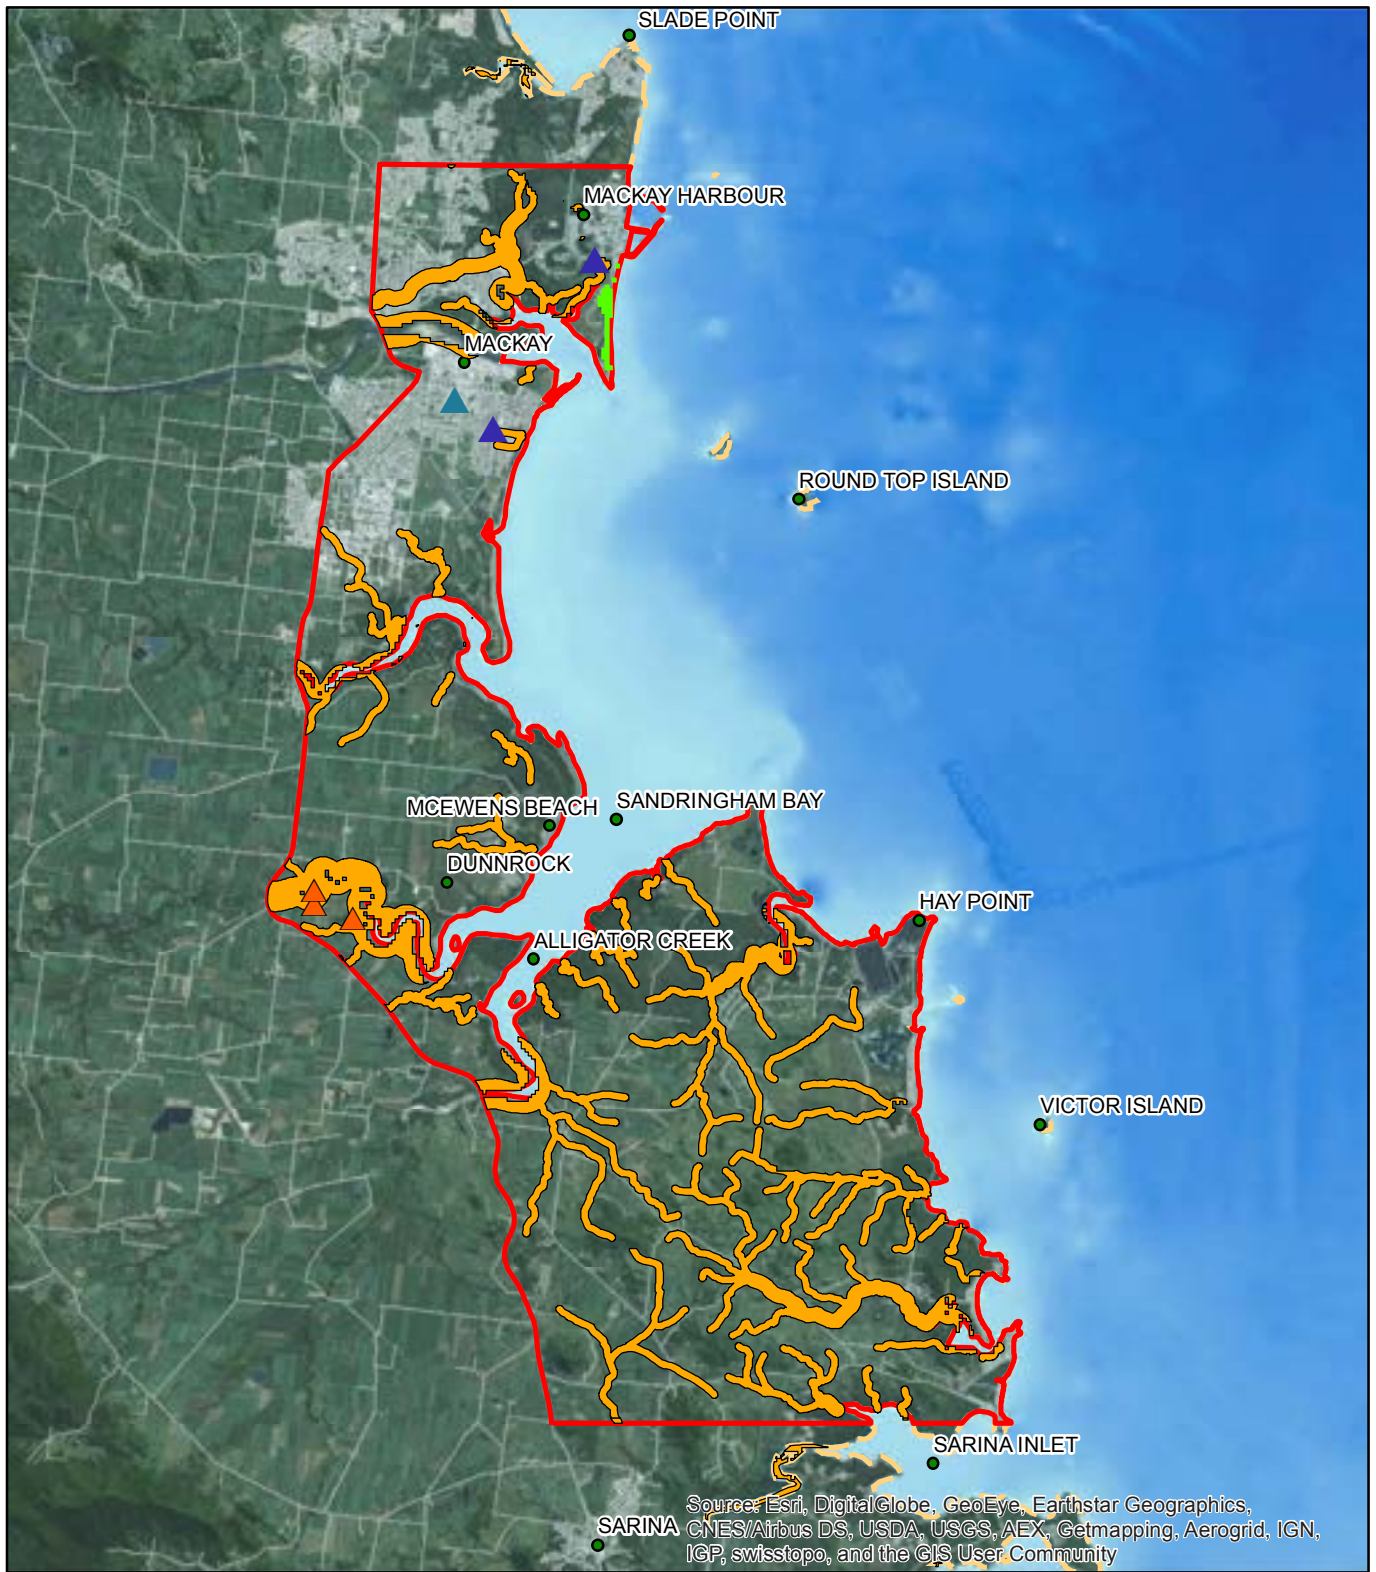 SLADE POINT
MACKAY HARBOUR
MACKAY
ROUND TOP ISLAND
MCEWENS BEACH
SANDRINGHAM BAY
DUNNROCK
HAY POINT
ALLIGATOR CREEK
VICTOR ISLAND
SARINA INLET
SARINA
Source: Esri, DigitalGlobe, GeoEye, Earthstar Geographics,
CNES/Airbus DS, USDA, USGS, AEX, Getmapping, Aerogrid, IGN,
IGP, swisstopo, and the GIS User Community